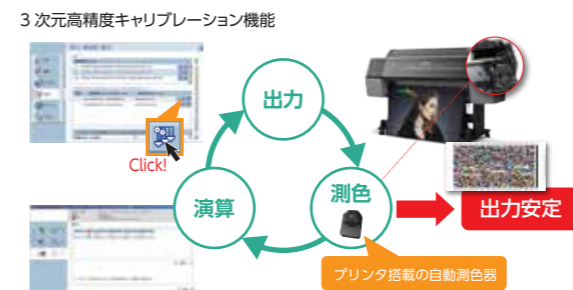 3次元高精度キャリブレーション機能
出力
Click!
演算
測色
出力安定
プリンタ搭載の自動測色器